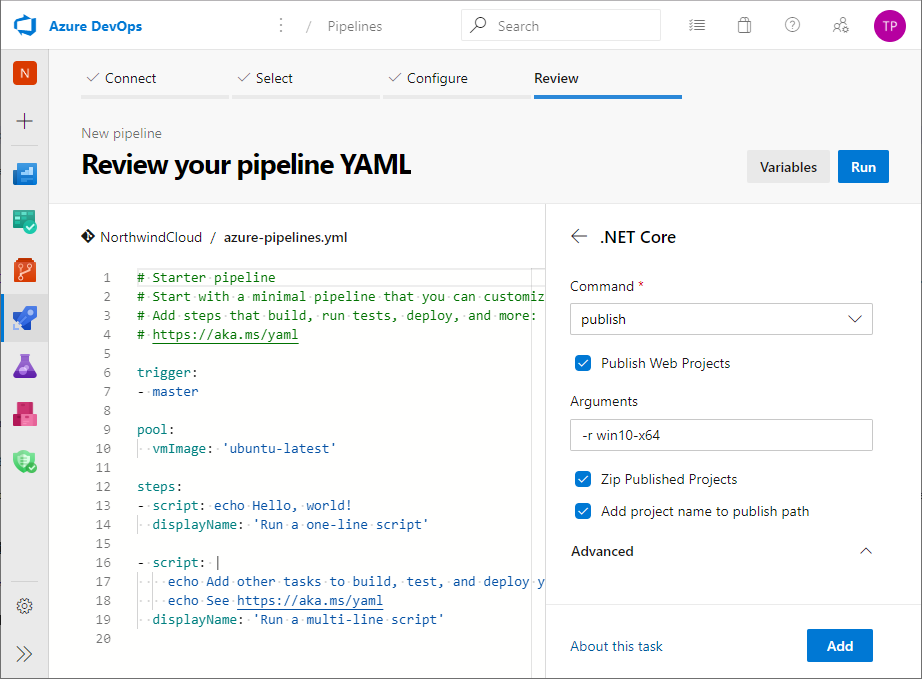 Azure DevOps
/ Pipelines
Search
TP
N
Connect
Select
Configure
Review
New pipeline
Review your pipeline YAML
Variables
Run
NorthwindCloud / azure-pipelines.yml
1 # Starter pipeline
2 # Start with a minimal pipeline that you can customiz
3 # Add steps that build, run tests, deploy, and more:
4 # https://aka.ms/yaml
5
6 trigger:
7 - master
8
9 pool:
10   vmImage: 'ubuntu-latest'
11
12 steps:
13 - script: echo Hello, world!
14   displayName: 'Run a one-line script'
15
16 - script: |
17     echo Add other tasks to build, test, and deploy y
18     echo See https://aka.ms/yaml
19   displayName: 'Run a multi-line script'
20
.NET Core
Command *
publish
Publish Web Projects
Arguments
-r win10-x64
Zip Published Projects
Add project name to publish path
Advanced
About this task
Add